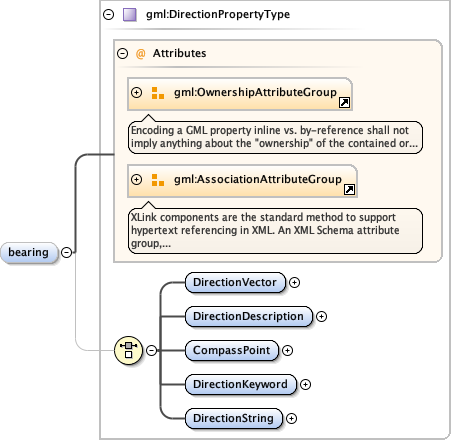 gml:DirectionPropertyType
@ Attributes
gml:OwnershipAttributeGroup
Encoding a GML property inline vs. by-reference shall not
imply anything about the "ownership" of the contained or...
gml:AssociationAttributeGroup
XLink components are the standard method to support
hypertext referencing in XML. An XML Schema attribute
group,...
bearing
DirectionVector
DirectionDescription
CompassPoint
DirectionKeyword
DirectionString